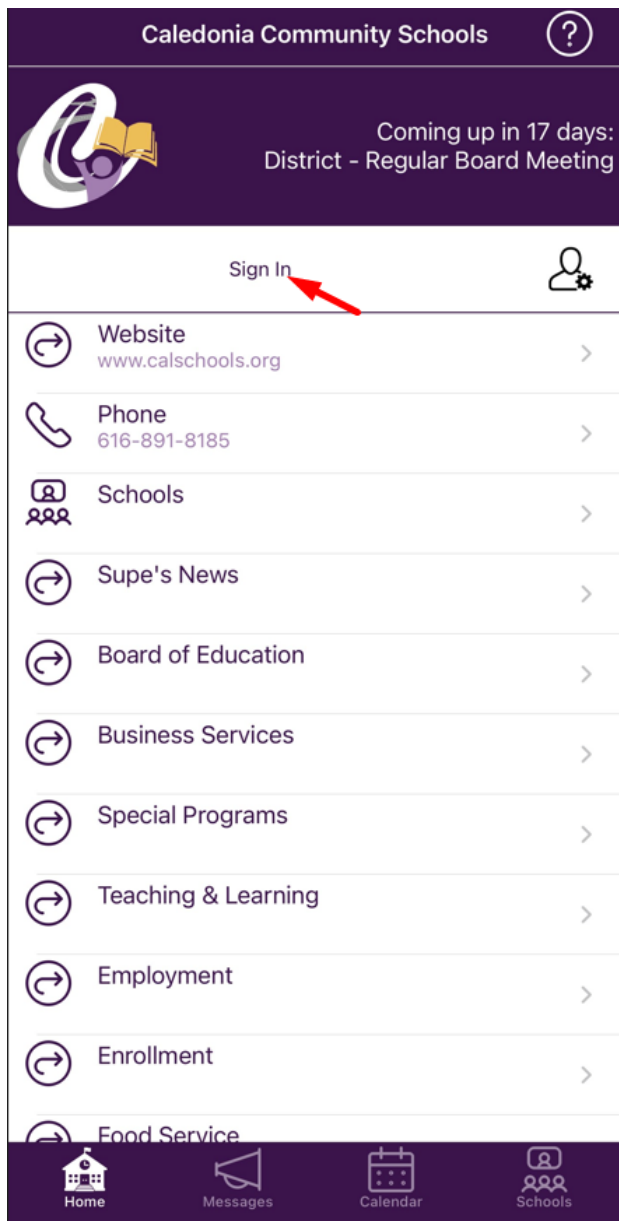 Caledonia Community Schools
?
Coming up in 17 days:
District - Regular Board Meeting
Sign In
Website
www.calschools.org
Phone
616-891-8185
Schools
Supe's News
Board of Education
Business Services
Special Programs
Teaching & Learning
Employment
Enrollment
Food Service
Home Messages Calendar Schools